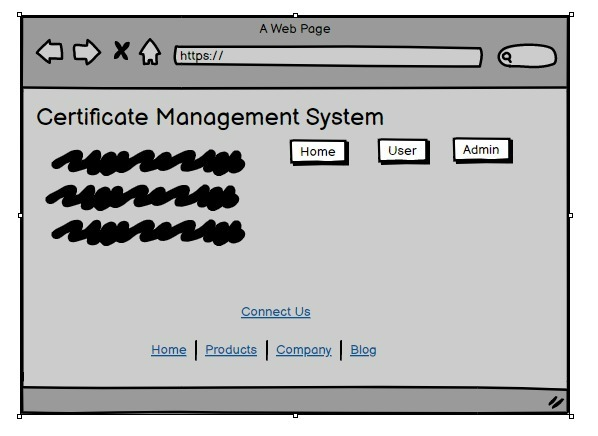 A Web Page
https://
Certificate Management System
Home User Admin
Connect Us
Home | Products | Company | Blog